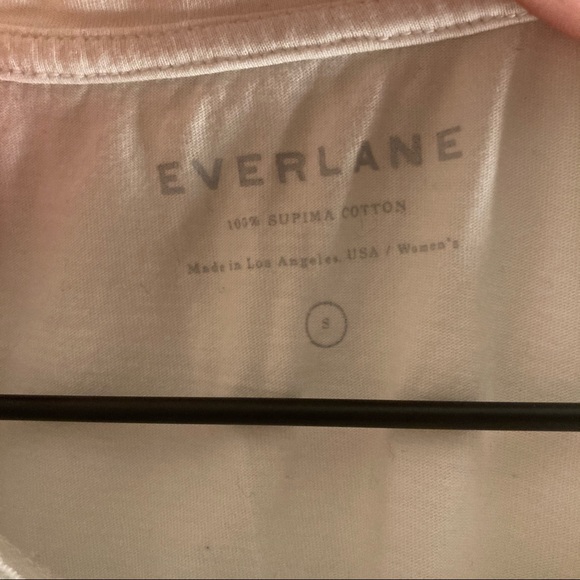 EVERLANE
100% SUPIMA COTTON
Made in Los Angeles, USA / Women's
S